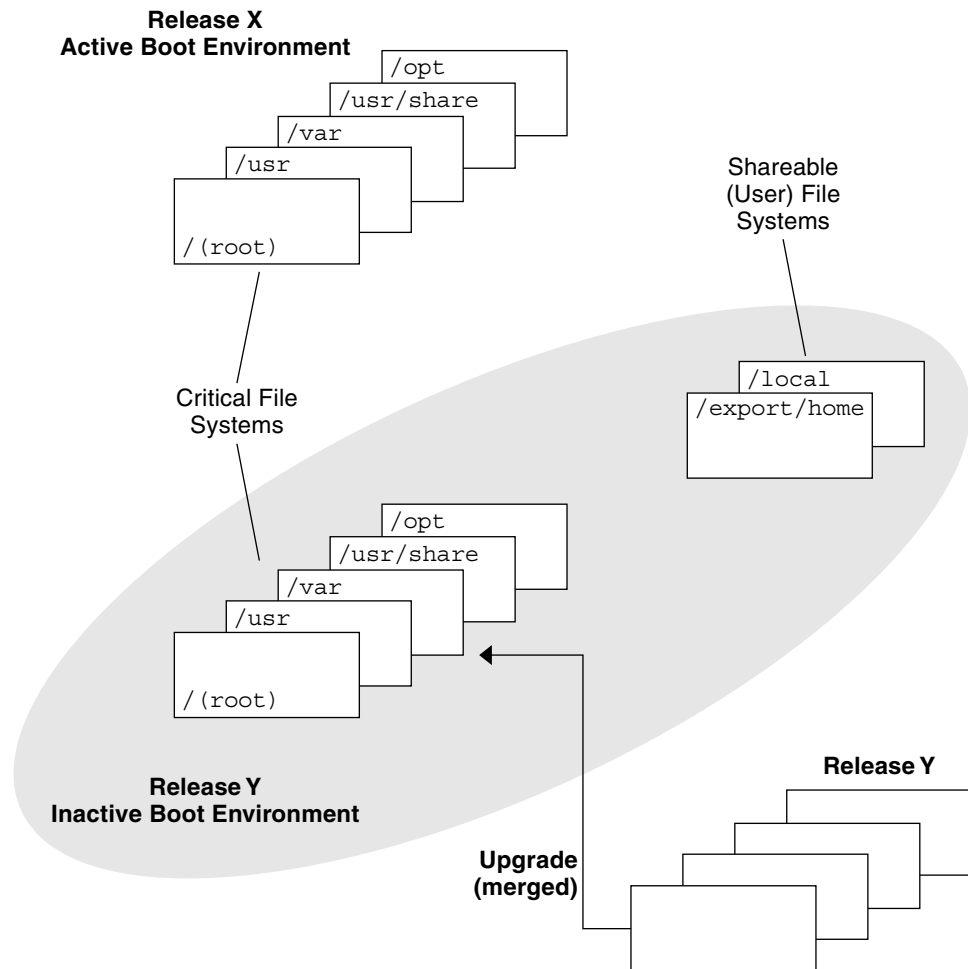 Release X
Active Boot Environment
/opt
/usr/share
/var
/usr
/(root)
Shareable
(User) File
Systems
/local
/export/home
Critical File
Systems
/opt
/usr/share
/var
/usr
/(root)
Release Y
Inactive Boot Environment
Release Y
Upgrade
(merged)